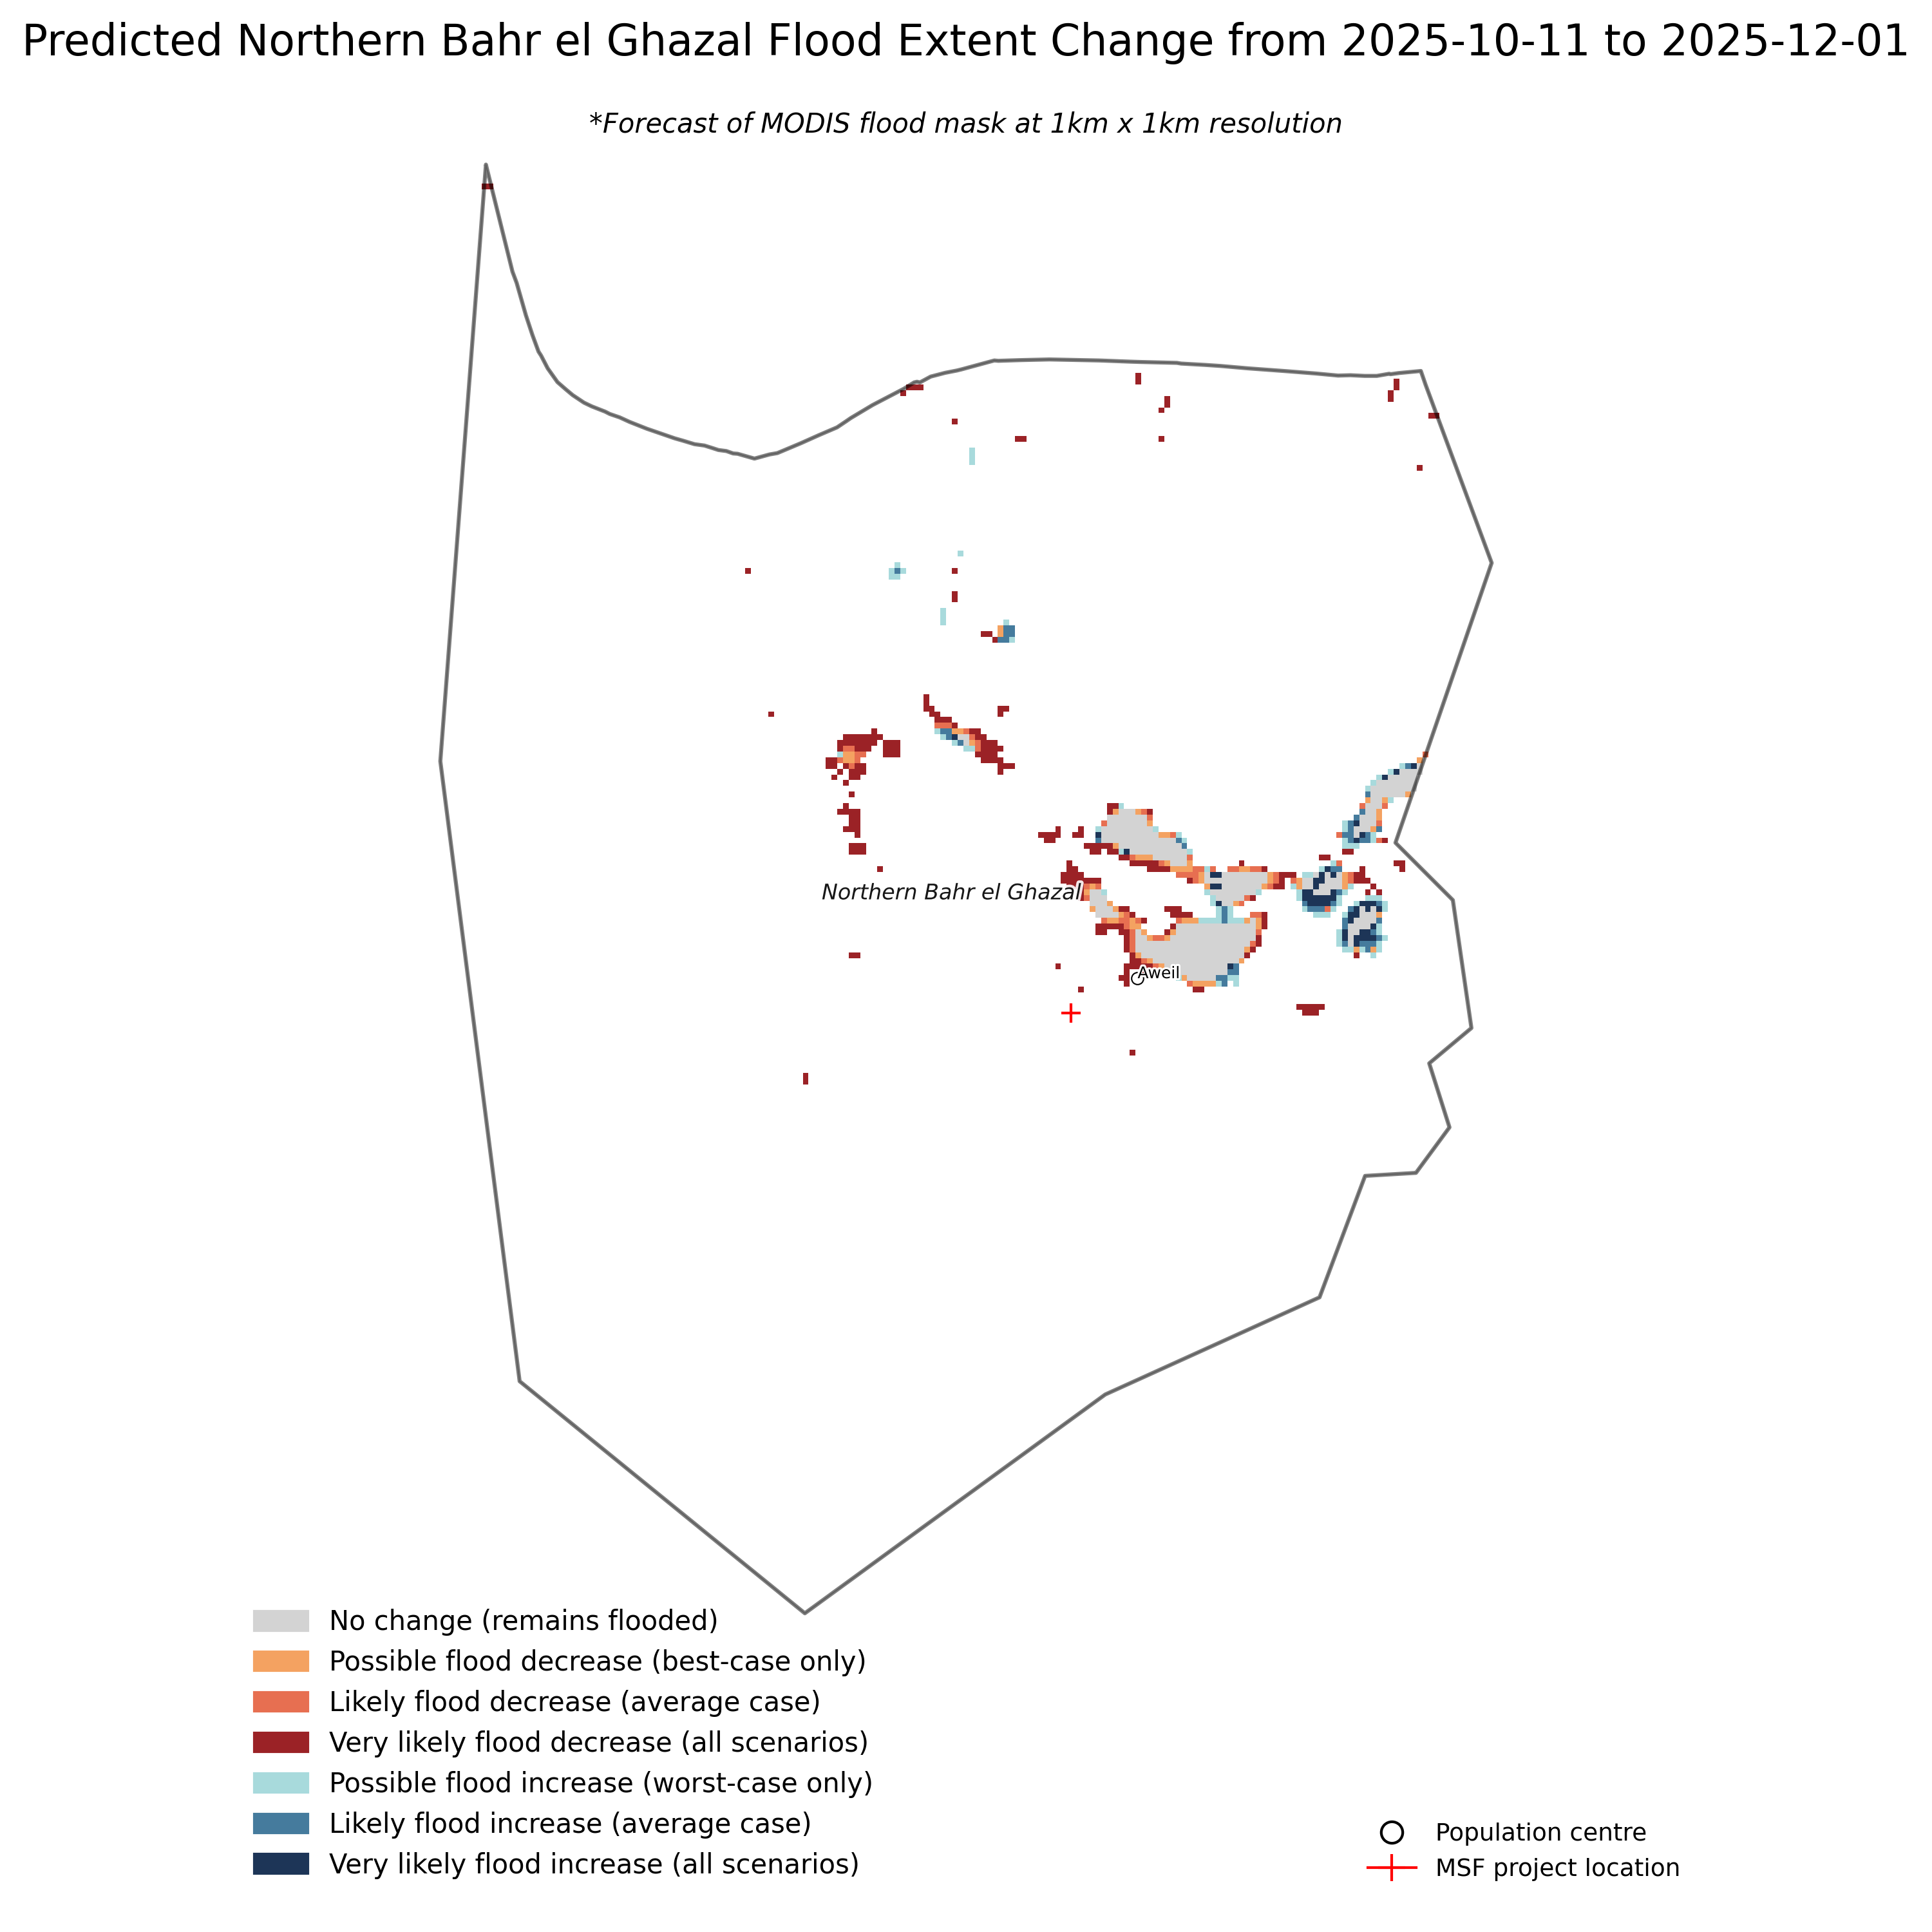 Predicted Northern Bahr el Ghazal Flood Extent Change from 2025-10-11 to 2025-12-01
*Forecast of MODIS flood mask at 1km x 1km resolution
Northern Bahr el Ghazal
Aweil
No change (remains flooded)
Possible flood decrease (best-case only)
Likely flood decrease (average case)
Very likely flood decrease (all scenarios)
Possible flood increase (worst-case only)
Likely flood increase (average case)
Very likely flood increase (all scenarios)
Population centre
MSF project location